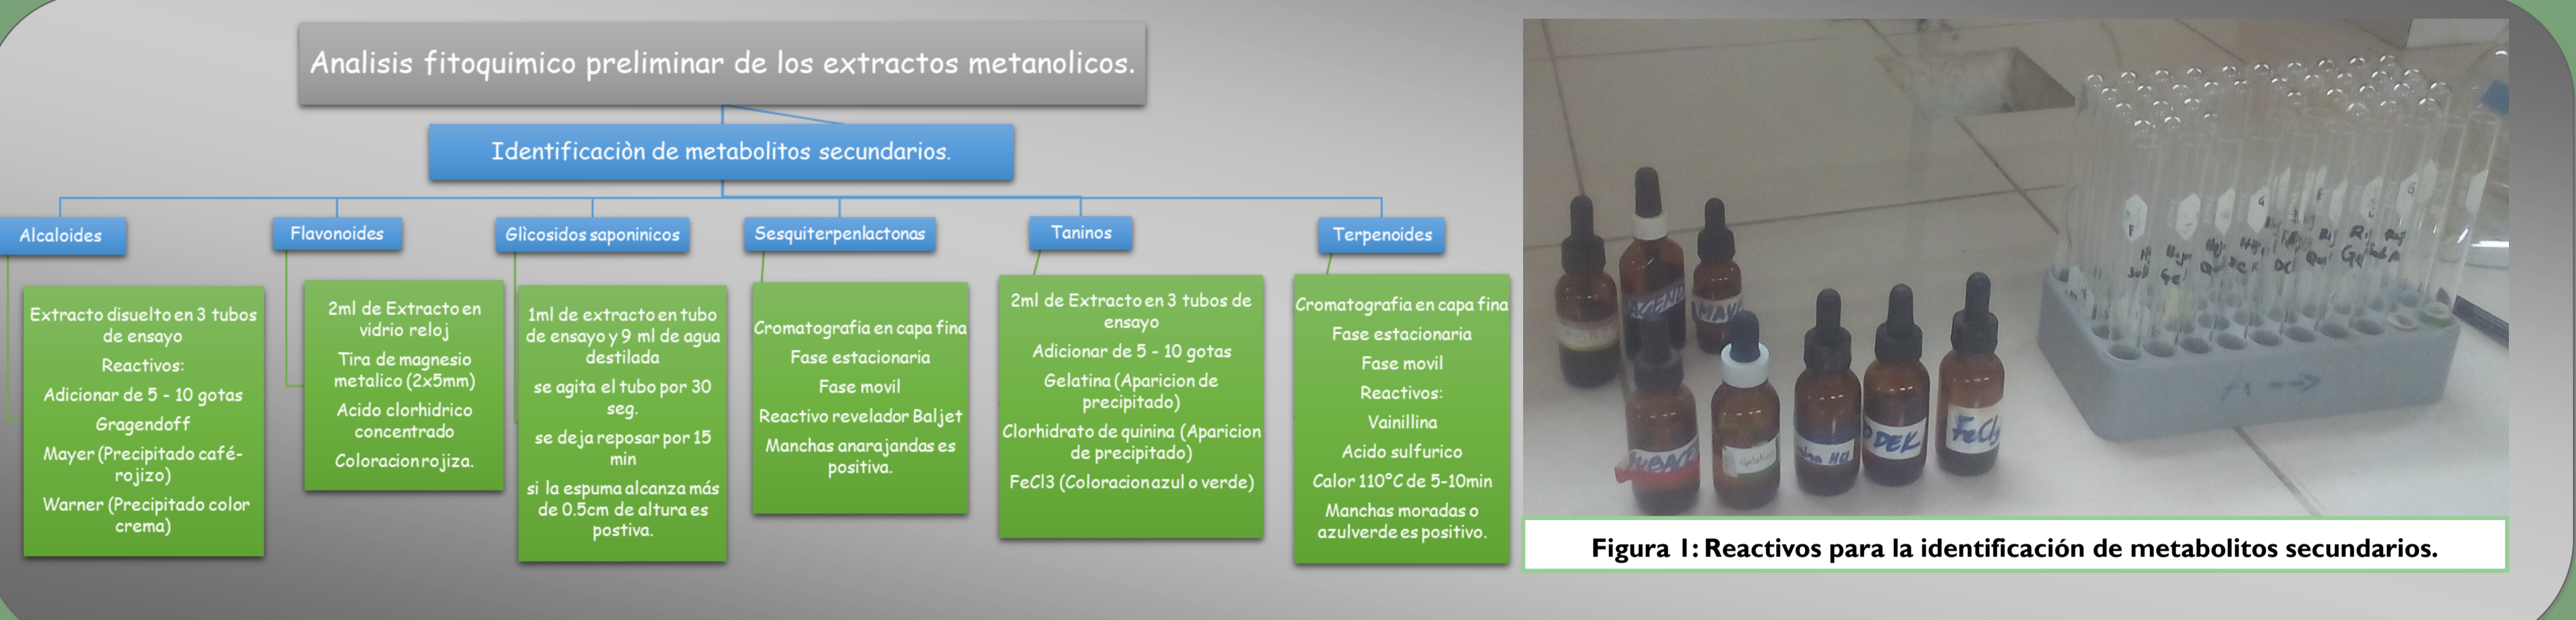 Analisis fitoquimico preliminar de los extractos metanolicos.
Identificaciòn de metabolitos secundarios.
Alcaloides
Extracto disuelto en 3 tubos
de ensayo
Reactivos:
Adicionar de 5 - 10 gotas
Gragendoff
Mayer (Precipitado café-
rojizo)
Warner (Precipitado color
crema)
Flavonoides
2ml de Extracto en
vidrio reloj
Tira de magnesio
metalico (2x5mm)
Acido clorhidrico
concentrado
Coloracion rojiza.
Glìcosidos saponinicos
1ml de extracto en tubo
de ensayo y 9 ml de agua
destilada
se agita el tubo por 30
seg.
se deja reposar por 15
min
si la espuma alcanza más
de 0.5cm de altura es
postiva.
Sesquiterpenlactonas
Cromatografia en capa fina
Fase estacionaria
Fase movil
Reactivo revelador Baljet
Manchas anarajandas es
positiva.
Taninos
2ml de Extracto en 3 tubos de
ensayo
Adicionar de 5 - 10 gotas
Gelatina (Aparicion de
precipitado)
Clorhidrato de quinina (Aparicion
de precipitado)
FeCl3 (Coloracion azul o verde)
Terpenoides
Cromatografia en capa fina
Fase estacionaria
Fase movil
Reactivos:
Vainillina
Acido sulfurico
Calor 110°C de 5-10min
Manchas moradas o
azulverde es positivo.
FeCl3
Figura 1: Reactivos para la identificación de metabolitos secundarios.